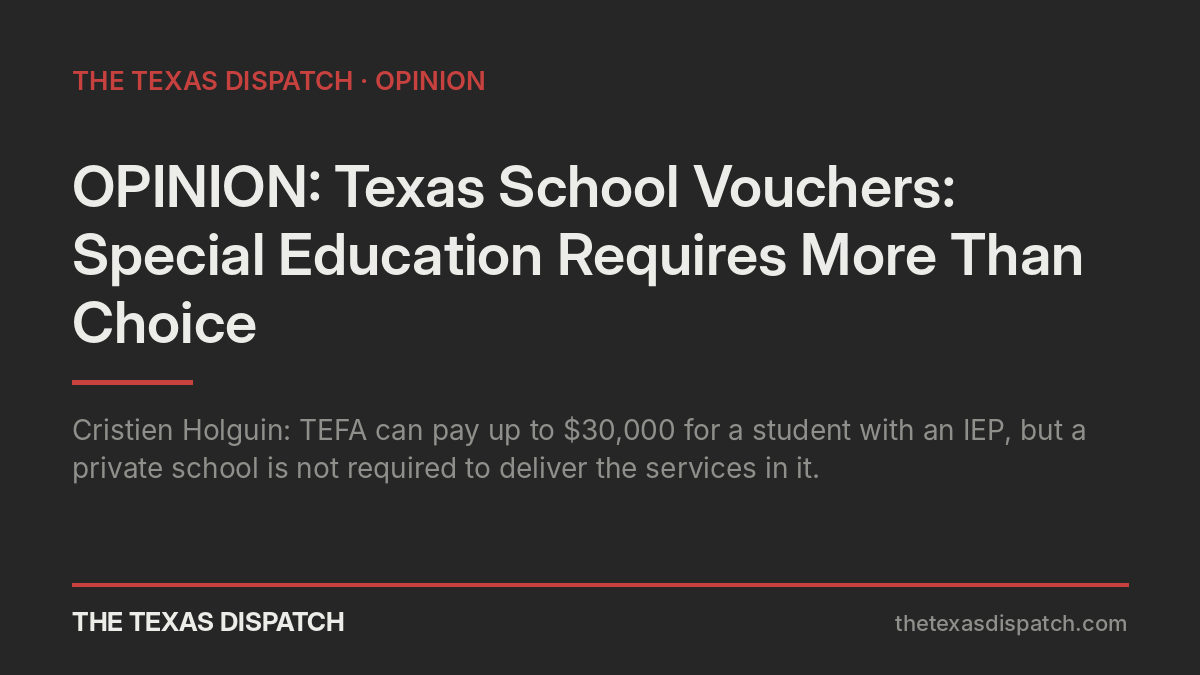 THE TEXAS DISPATCH · OPINION
OPINION: Texas School Vouchers:
Special Education Requires More Than
Choice
Cristien Holguin: TEFA can pay up to $30,000 for a student with an IEP, but a
private school is not required to deliver the services in it.
THE TEXAS DISPATCH
thetexasdispatch.com